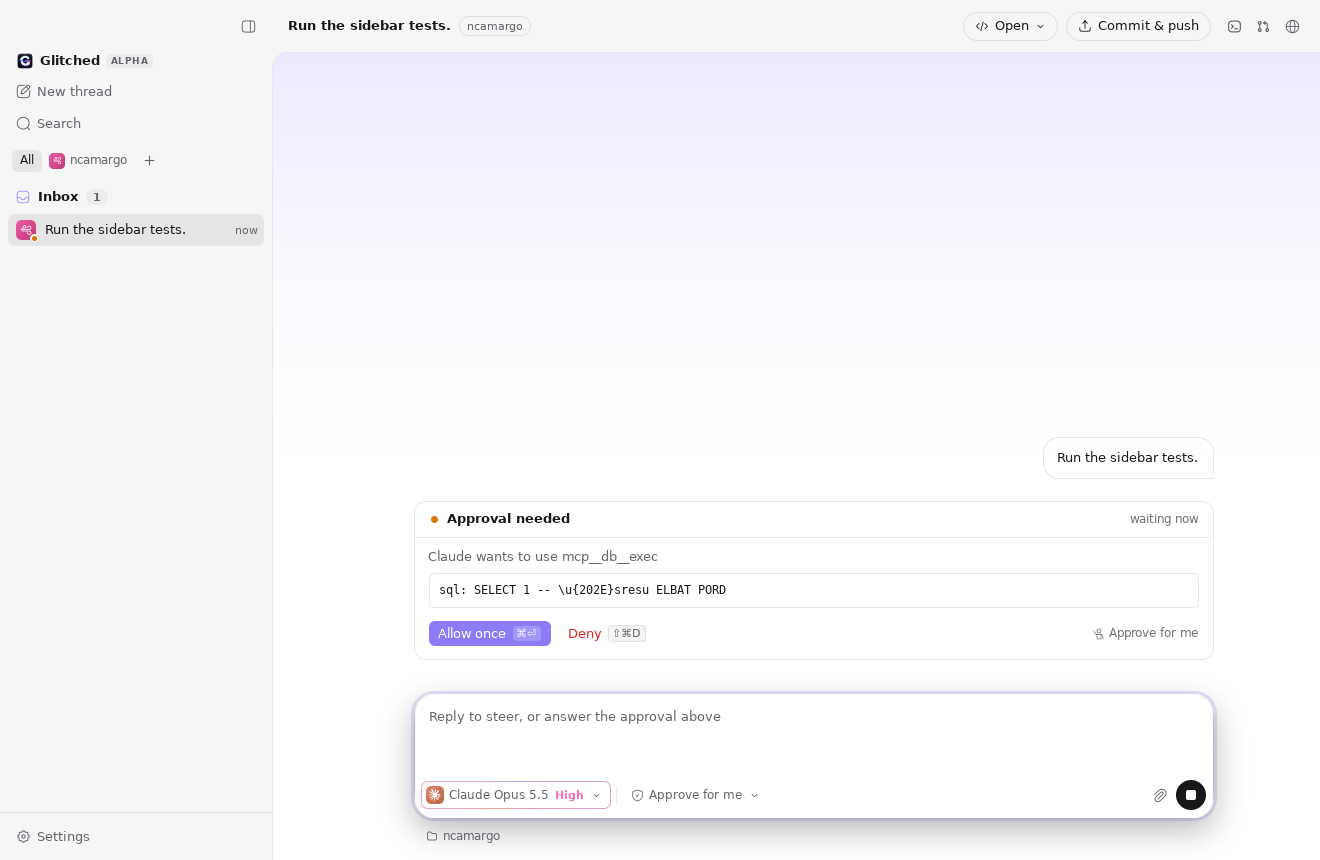 Run the sidebar tests. ncamargo Open Commit & push
Glitched ALPHA
New thread
Search
All ncamargo
Inbox 1
Run the sidebar tests. now
Run the sidebar tests.
Approval needed waiting now
Claude wants to use mcp__db__exec
sql: SELECT 1 -- \u{202E}sresu ELBAT PORD
Allow once ⌘⏎ Deny ⇧⌘D Approve for me
Reply to steer, or answer the approval above
Claude Opus 5.5 High Approve for me
ncamargo
Settings